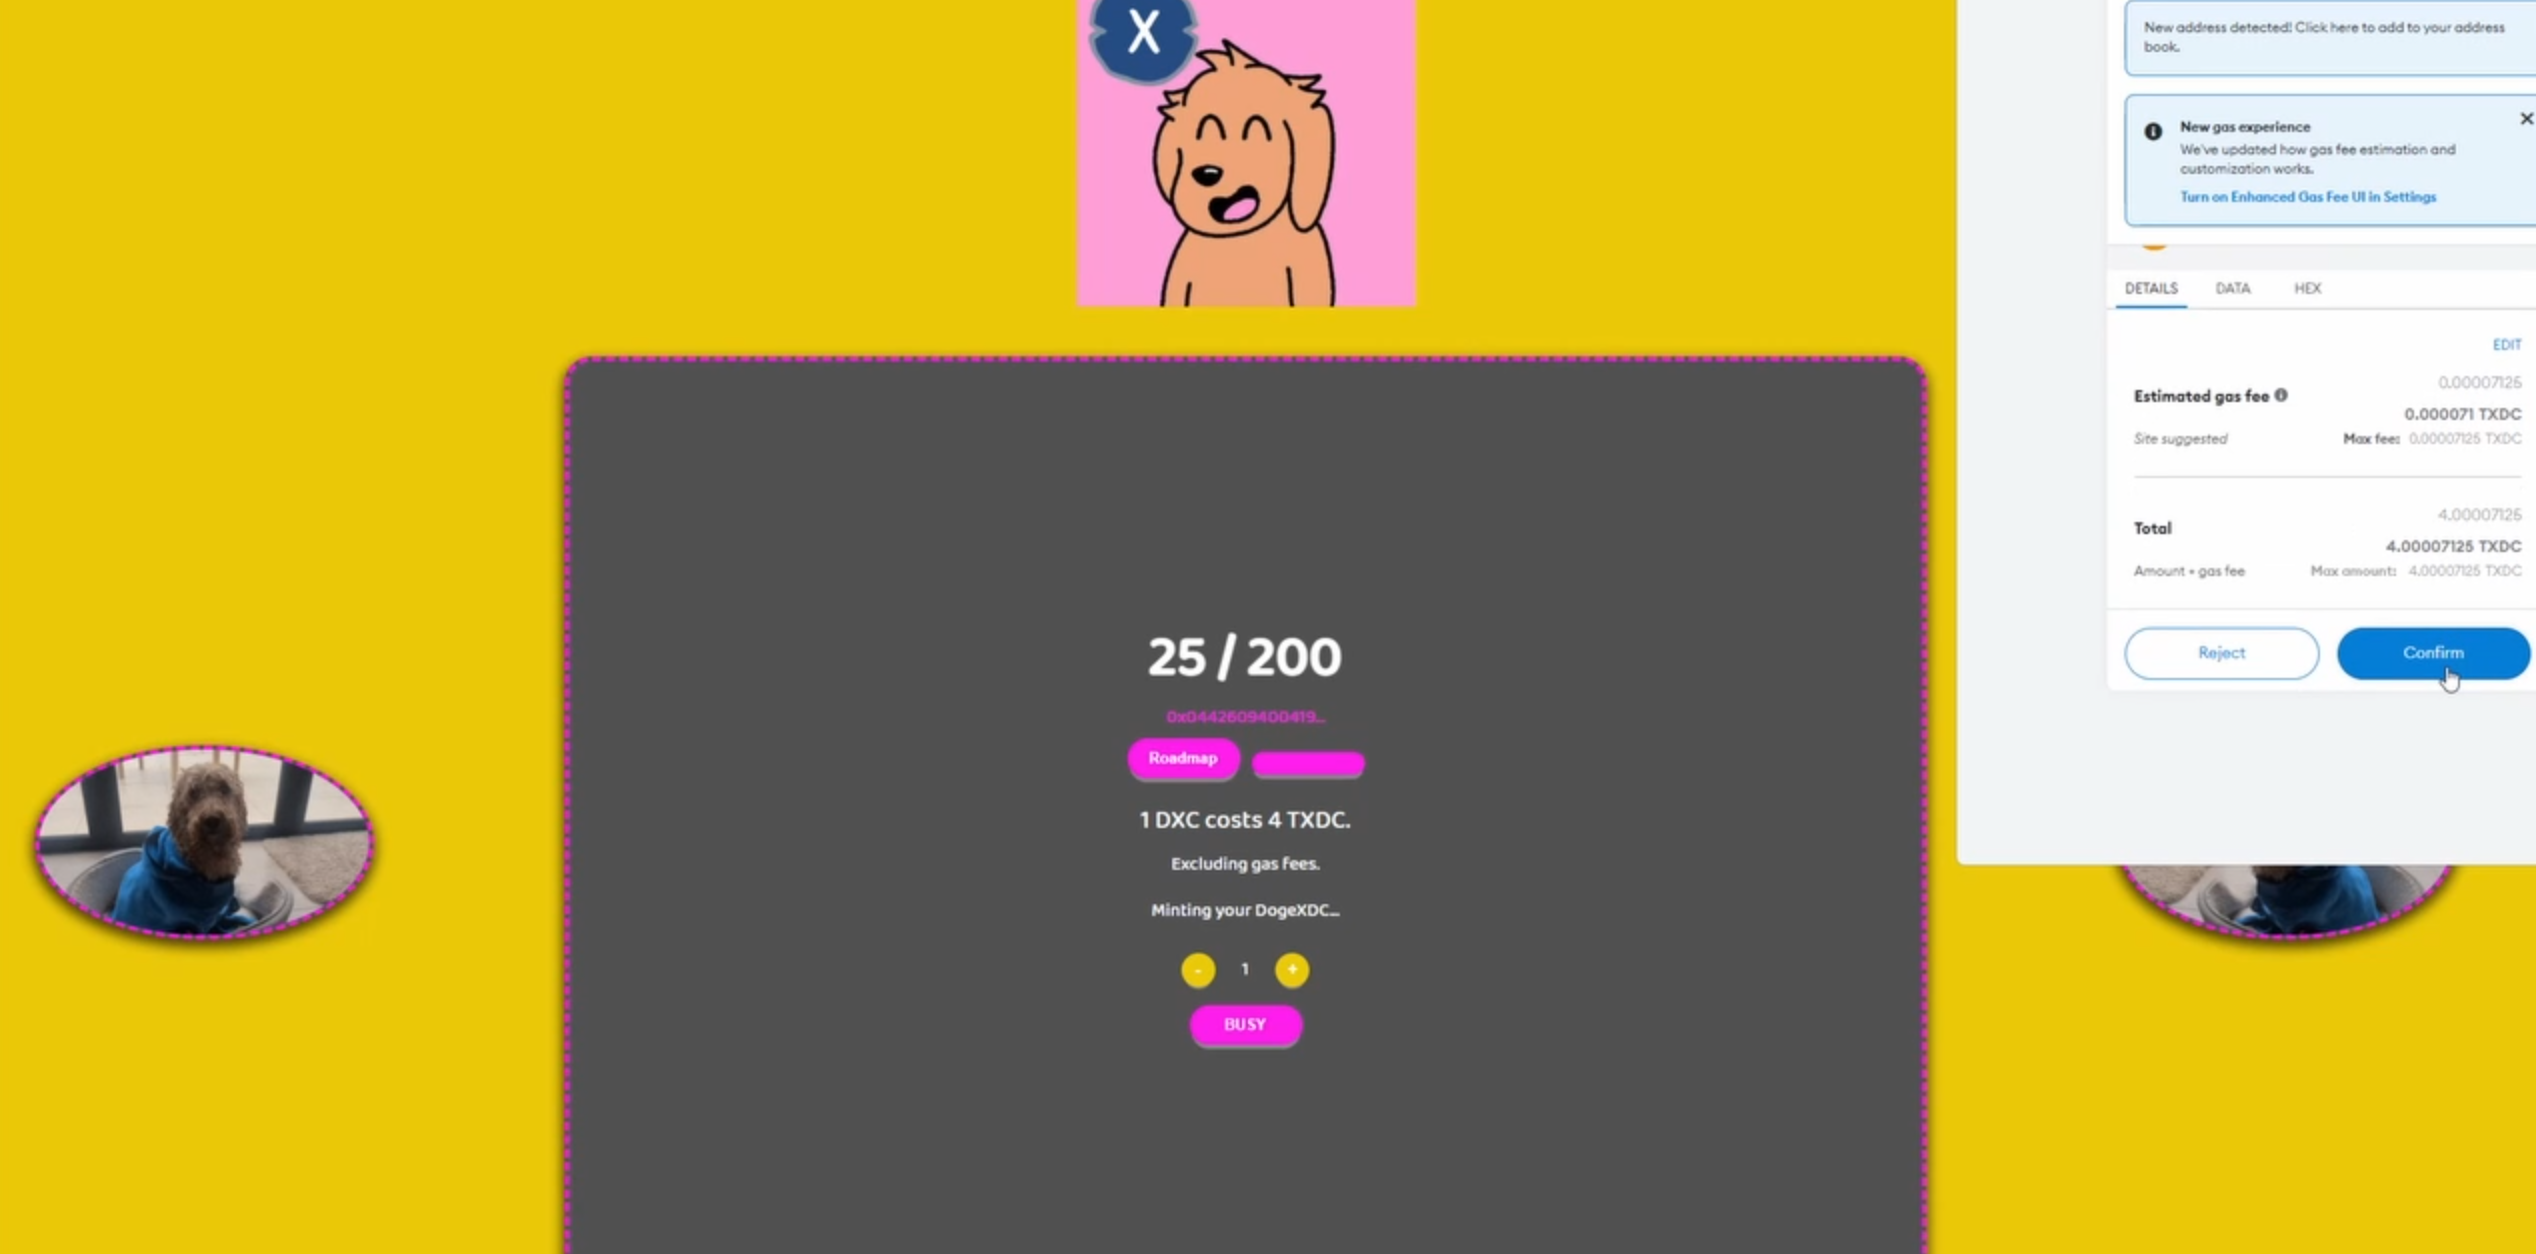 X
25 / 200
0x0442609400419...
Roadmap
1 DXC costs 4 TXDC.
Excluding gas fees.
Minting your DogeXDC...
- 1 +
BUSY
New address detected! Click here to add to your address
book.
New gas experience
We've updated how gas fee estimation and
customization works.
Turn on Enhanced Gas Fee UI in Settings
DETAILS DATA HEX
EDIT
0.00007125
Estimated gas fee
0.000071 TXDC
Site suggested Max fee: 0.00007125 TXDC
4.00007125
Total
4.00007125 TXDC
Amount + gas fee Max amount: 4.00007125 TXDC
Reject Confirm